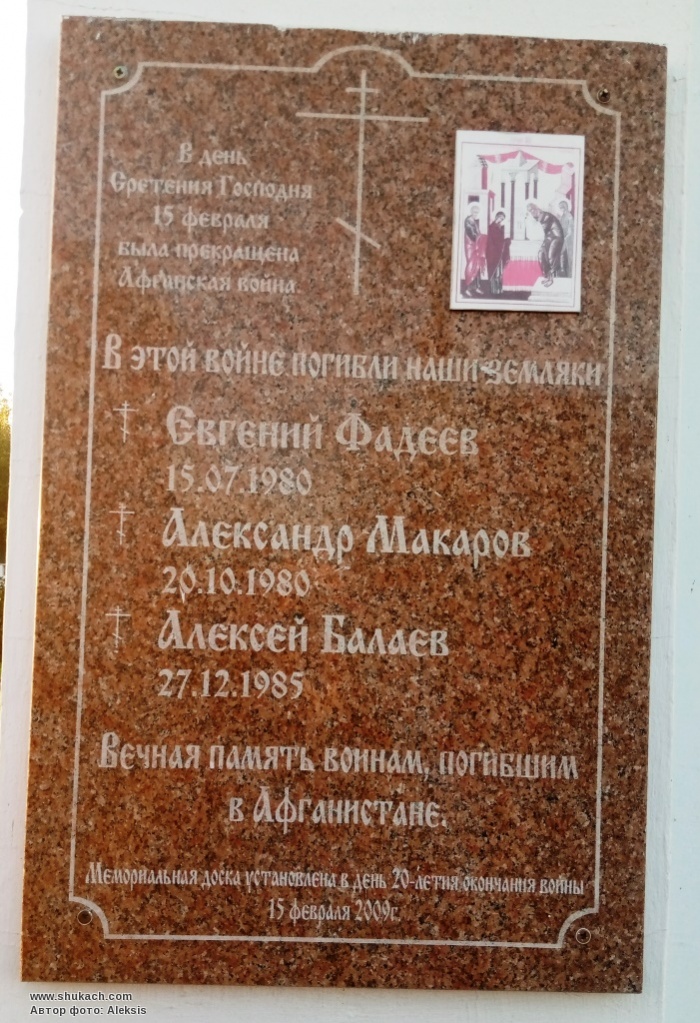 В день
Сретения Господня
15 февраля
была прекращена
Афганская война.
В этой войне погибли наши земляки
Евгений Фадеев
15.07.1980
Александр Макаров
20.10.1980
Алексей Балаев
27.12.1985
Вечная память воинам, погибшим
в Афганистане.
Мемориальная доска установлена в день 20-летия окончания войны
15 февраля 2009г.
www.shukach.com
Автор фото: Aleksis